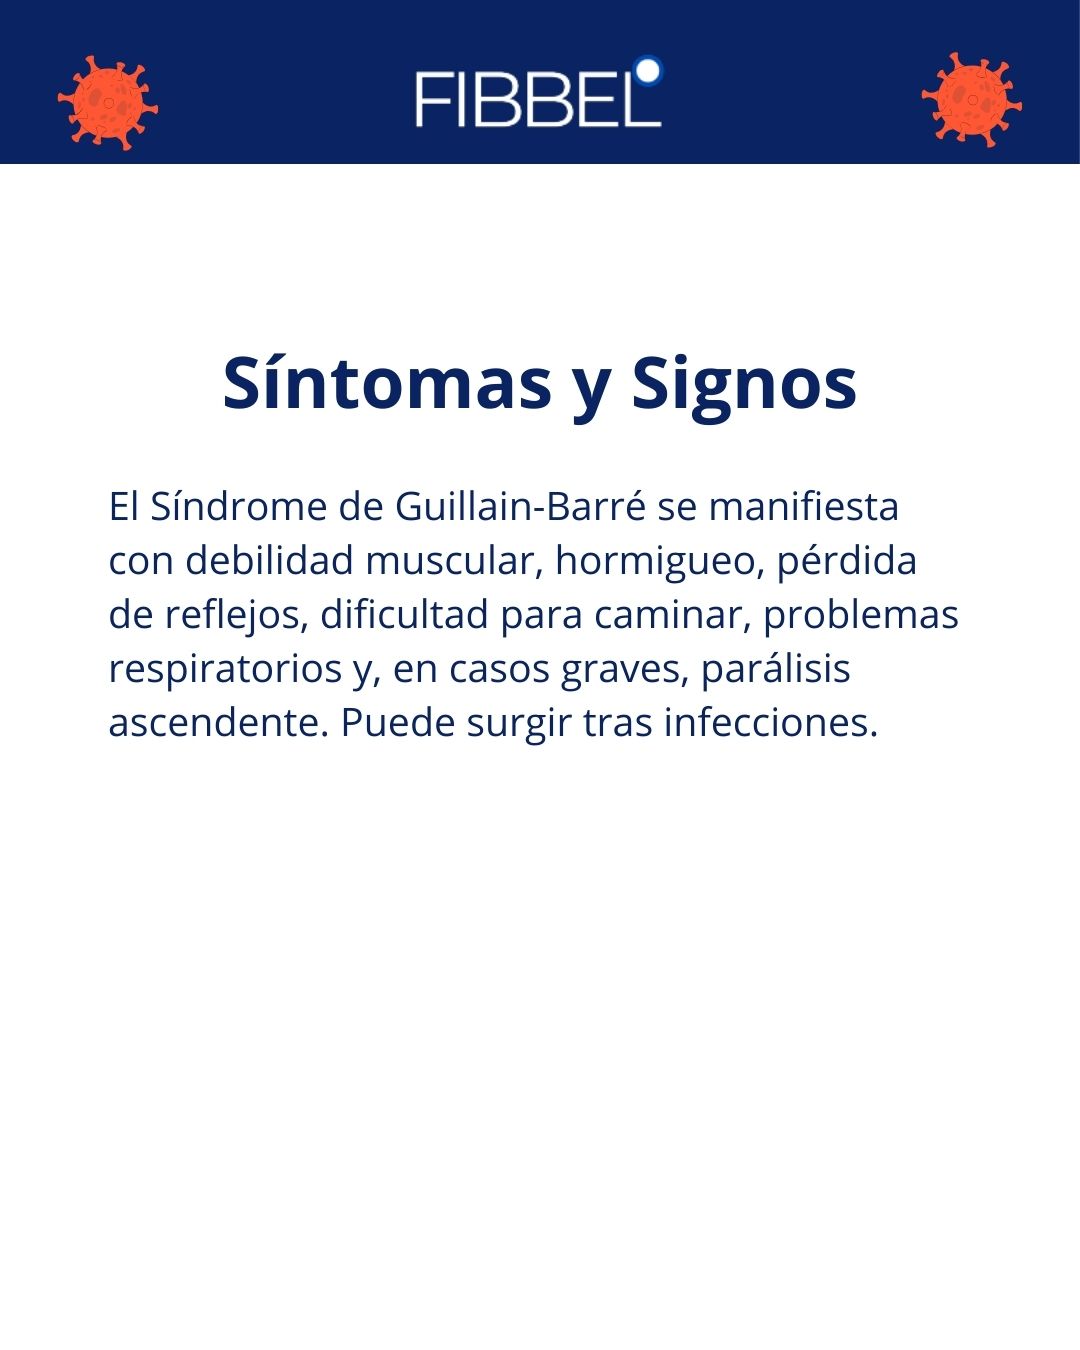 FIBBEL
Síntomas y Signos
El Síndrome de Guillain-Barré se manifiesta
con debilidad muscular, hormigueo, pérdida
de reflejos, dificultad para caminar, problemas
respiratorios y, en casos graves, parálisis
ascendente. Puede surgir tras infecciones.